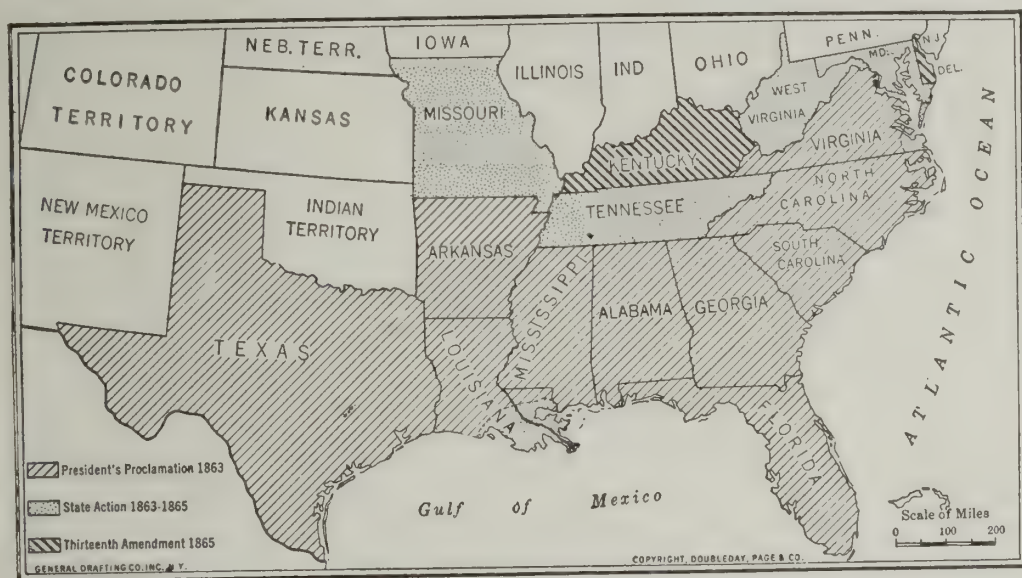 NEB. TERR.
IOWA
PENN.
N.J.
COLORADO
TERRITORY
ILLINOIS
IND
OHIO
MD.
DEL.
KANSAS
MISSOURI
WEST
VIRGINIA
VIRGINIA
KENTUCKY
NEW MEXICO
TERRITORY
INDIAN
TERRITORY
TENNESSEE
NORTH
CAROLINA
ARKANSAS
SOUTH
CAROLINA
MISSISSIPPI
ALABAMA
GEORGIA
TEXAS
LOUISIANA
FLORIDA
ATLANTIC OCEAN
Gulf of Mexico
President's Proclamation 1863
State Action 1863-1865
Thirteenth Amendment 1865
Scale of Miles
0 100 200
GENERAL DRAFTING CO. INC. N. Y.
COPYRIGHT, DOUBLEDAY, PAGE & CO.